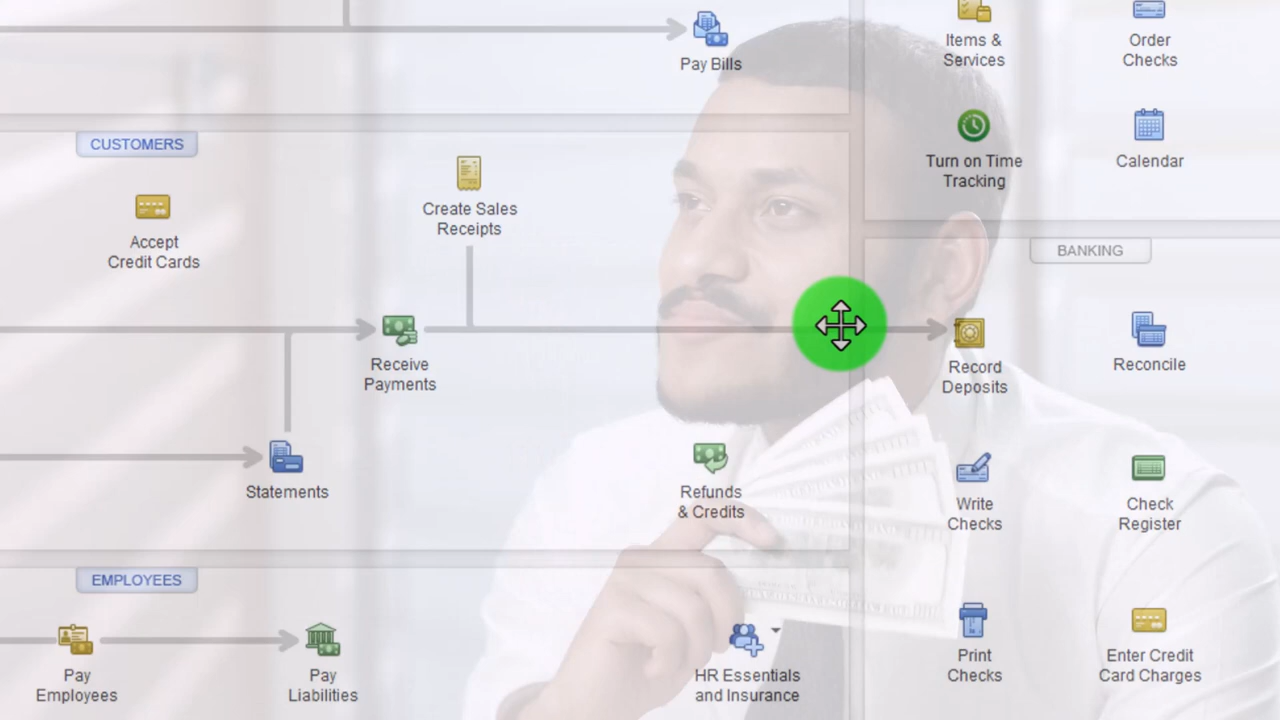 Pay Bills
Items &
Services
Order
Checks
CUSTOMERS
Turn on Time
Tracking
Calendar
Accept
Credit Cards
Create Sales
Receipts
BANKING
Receive
Payments
Record
Deposits
Reconcile
Statements
Refunds
& Credits
Write
Checks
Check
Register
EMPLOYEES
Pay
Employees
Pay
Liabilities
HR Essentials
and Insurance
Print
Checks
Enter Credit
Card Charges